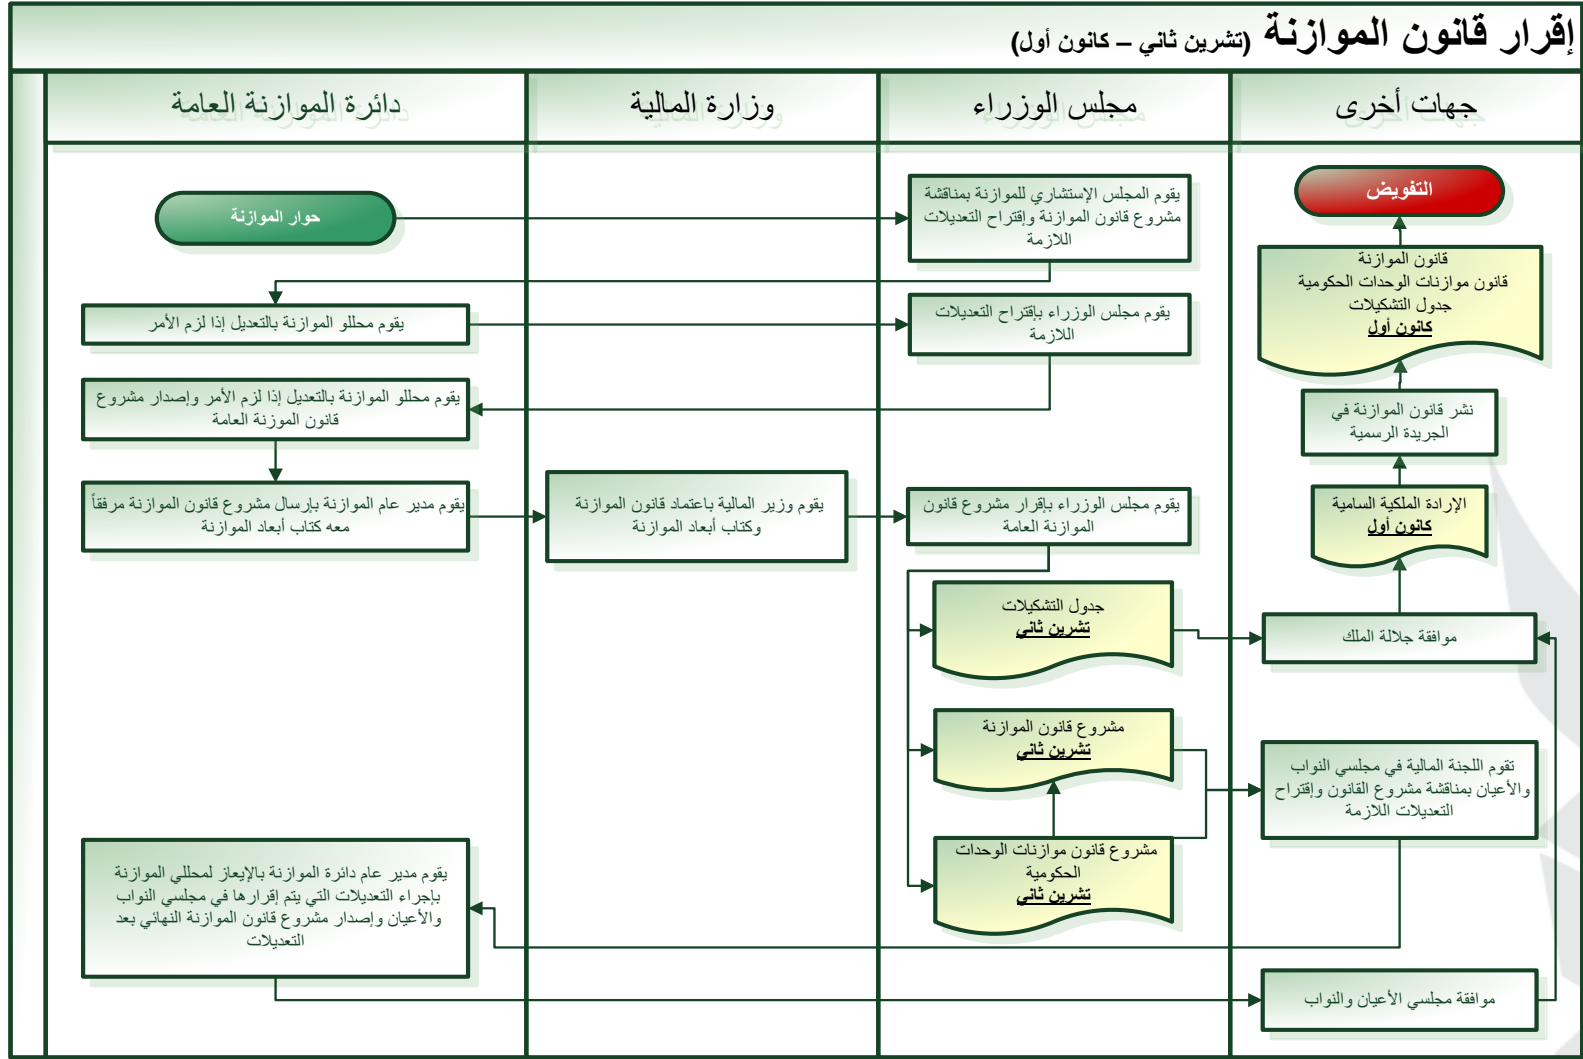 إقرار قانون الموازنة (تشرين ثاني – كانون أول)
جهات أخرى
مجلس الوزراء
وزارة المالية
دائرة الموازنة العامة
التفويض
قانون الموازنة
قانون موازنات الوحدات الحكومية
جدول التشكيلات
كانون أول
نشر قانون الموازنة في
الجريدة الرسمية
الإرادة الملكية السامية
كانون أول
موافقة جلالة الملك
تقوم اللجنة المالية في مجلسي النواب
والأعيان بمناقشة مشروع القانون وإقتراح
التعديلات اللازمة
موافقة مجلسي الأعيان والنواب
يقوم المجلس الإستشاري للموازنة بمناقشة
مشروع قانون الموازنة وإقتراح التعديلات
اللازمة
يقوم مجلس الوزراء بإقتراح التعديلات
اللازمة
يقوم مجلس الوزراء بإقرار مشروع قانون
الموازنة العامة
جدول التشكيلات
تشرين ثاني
مشروع قانون الموازنة
تشرين ثاني
مشروع قانون موازنات الوحدات
الحكومية
تشرين ثاني
يقوم وزير المالية باعتماد قانون الموازنة
وكتاب أبعاد الموازنة
حوار الموازنة
يقوم محللو الموازنة بالتعديل إذا لزم الأمر
يقوم محللو الموازنة بالتعديل إذا لزم الأمر وإصدار مشروع
قانون الموزنة العامة
يقوم مدير عام الموازنة بإرسال مشروع قانون الموازنة مرفقاً
معه كتاب أبعاد الموازنة
يقوم مدير عام دائرة الموازنة بالإيعاز لمحللي الموازنة
بإجراء التعديلات التي يتم إقرارها في مجلسي النواب
والأعيان وإصدار مشروع قانون الموازنة النهائي بعد
التعديلات